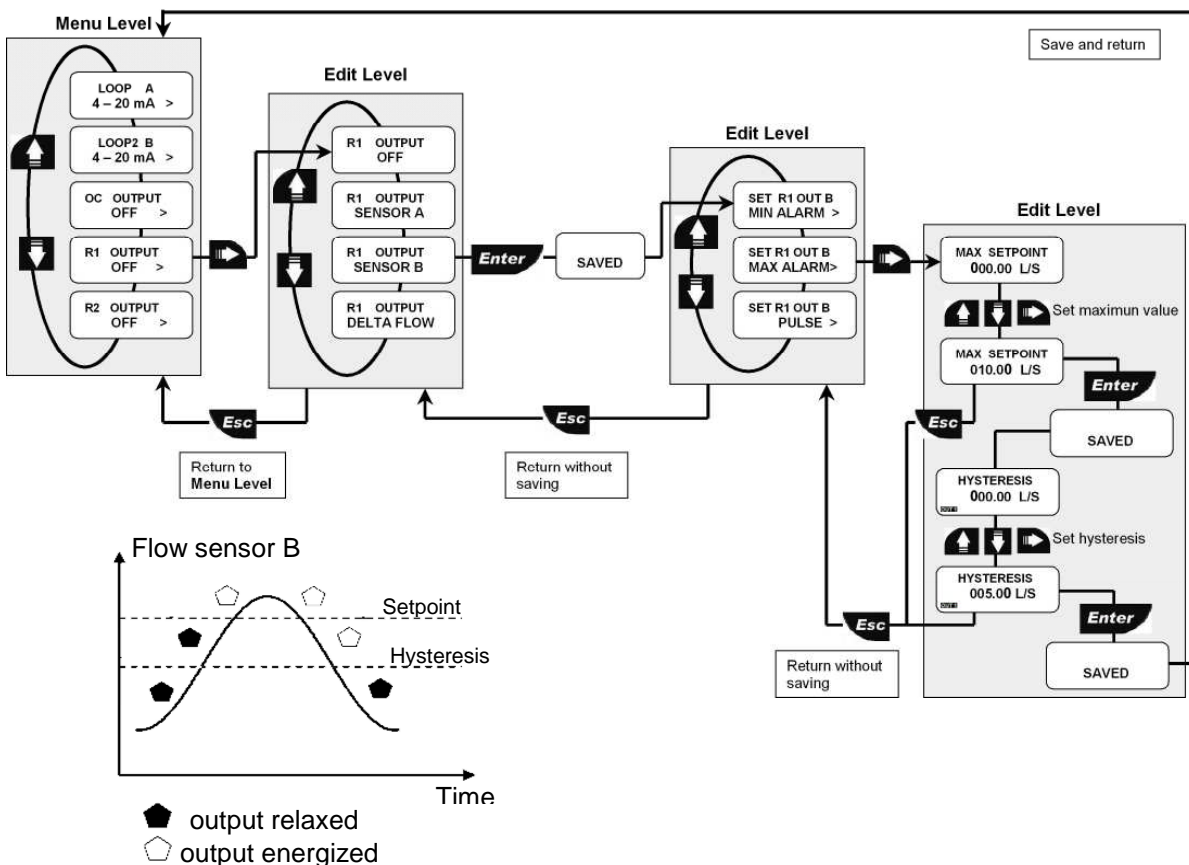 Menu Level
LOOP A
4 – 20 mA >
LOOP2 B
4 – 20 mA >
OC OUTPUT
OFF >
R1 OUTPUT
OFF >
R2 OUTPUT
OFF >
Edit Level
R1 OUTPUT
OFF
R1 OUTPUT
SENSOR A
R1 OUTPUT
SENSOR B
R1 OUTPUT
DELTA FLOW
Enter
SAVED
Edit Level
SET R1 OUT B
MIN ALARM >
SET R1 OUT B
MAX ALARM>
SET R1 OUT B
PULSE >
Save and return
Edit Level
MAX SETPOINT
000.00 L/S
Set maximun value
MAX SETPOINT
010.00 L/S
Enter
SAVED
HYSTERESIS
000.00 L/S
OUT 1
Set hysteresis
HYSTERESIS
005.00 L/S
OUT 1
Enter
SAVED
Esc
Return to
Menu Level
Esc
Return without
saving
Esc
Esc
Return without
saving
Flow sensor B
Setpoint
Hysteresis
Time
output relaxed
output energized